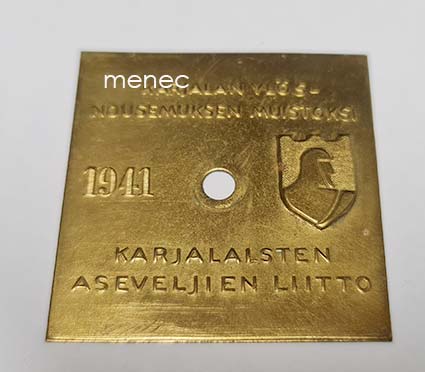 menec
KARJALAN YLÖS-
NOUSEMUKSEN MUISTOKSI
1941
KARJALAISTEN
ASEVELJIEN LIITTO